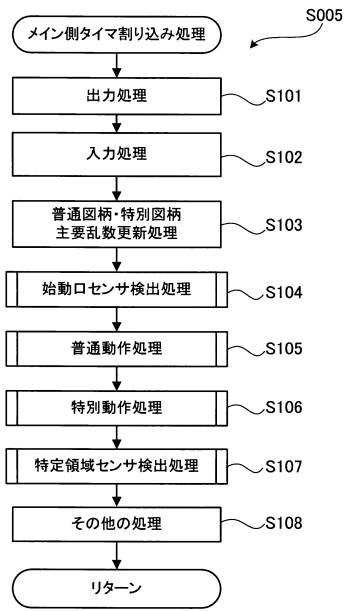 S005
メイン側タイマ割り込み処理
出力処理
S101
入力処理
S102
普通図柄・特別図柄
主要乱数更新処理
S103
始動口センサ検出処理
S104
普通動作処理
S105
特別動作処理
S106
特定領域センサ検出処理
S107
その他の処理
S108
リターン